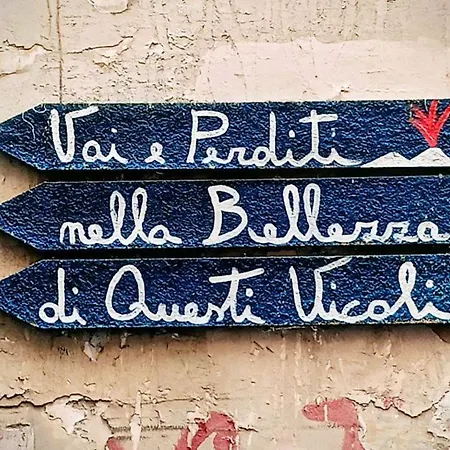 Vai e Perditi
nella Bellezza
di Questi Vicoli